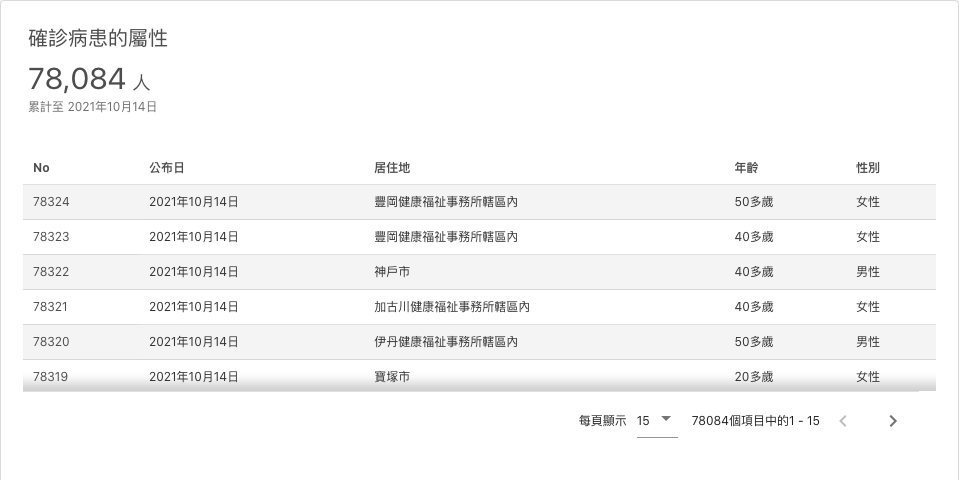 確診病患的屬性
78,084 人
累計至 2021年10月14日
No 公布日 居住地 年齡 性別
78324 2021年10月14日 豐岡健康福祉事務所轄區內 50多歲 女性
78323 2021年10月14日 豐岡健康福祉事務所轄區內 40多歲 女性
78322 2021年10月14日 神戶市 40多歲 男性
78321 2021年10月14日 加古川健康福祉事務所轄區內 40多歲 女性
78320 2021年10月14日 伊丹健康福祉事務所轄區內 50多歲 男性
78319 2021年10月14日 寶塚市 20多歲 女性
每頁顯示 15 78084個項目中的1 - 15